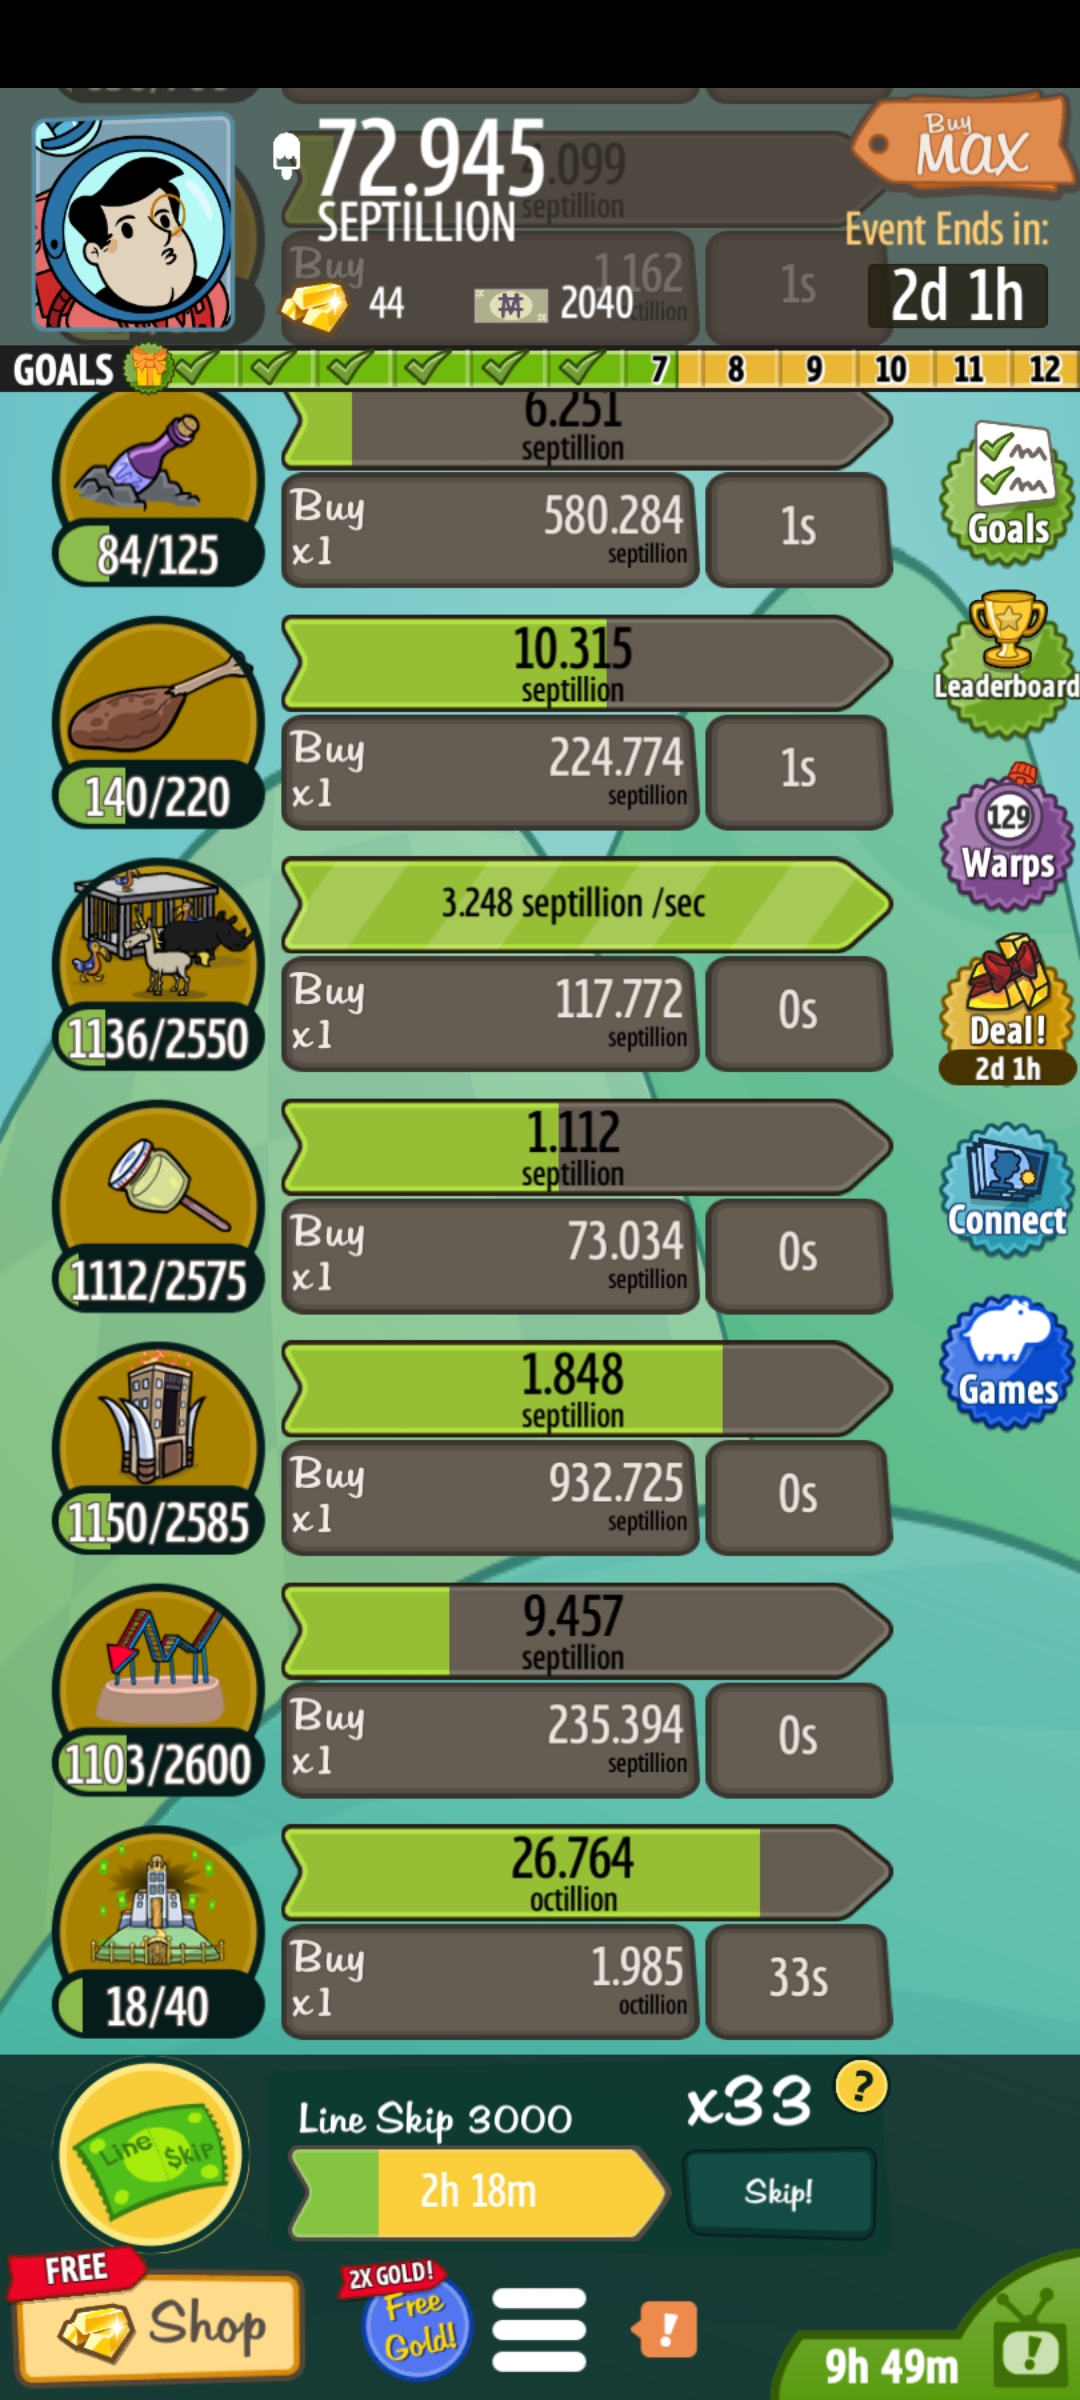 72.945
SEPTILLION
Buy
MAX
.099
septillion
Event Ends in:
2d 1h
Buy
1.162
1s
44
2040
GOALS
7
8
9
10
11
12
6.251
septillion
Buy
x1
580.284
septillion
1s
84/125
Goals
10.315
septillion
Leaderboard
Buy
x1
224.774
septillion
1s
140/220
129
Warps
3.248 septillion /sec
Buy
x1
117.772
septillion
0s
1136/2550
Deal!
2d 1h
1.112
septillion
Buy
x1
73.034
septillion
0s
1112/2575
Connect
1.848
septillion
Games
Buy
x1
932.725
septillion
0s
1150/2585
9.457
septillion
Buy
x1
235.394
septillion
0s
1103/2600
26.764
octillion
Buy
x1
1.985
octillion
33s
18/40
Line Skip
Line Skip 3000
x33
?
2h 18m
Skip!
FREE
Shop
2X GOLD!
Free
Gold!
!
9h 49m
!